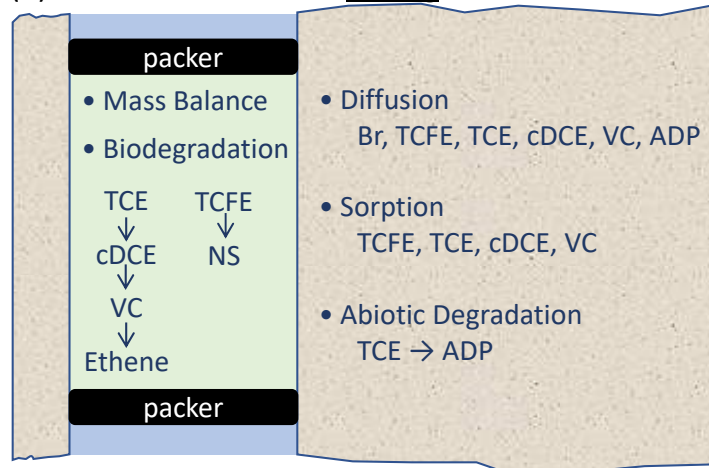 packer
• Mass Balance
• Biodegradation
TCE TCFE
↓ ↓
cDCE NS
↓
VC
↓
Ethene
packer
• Diffusion
Br, TCFE, TCE, cDCE, VC, ADP
• Sorption
TCFE, TCE, cDCE, VC
• Abiotic Degradation
TCE → ADP